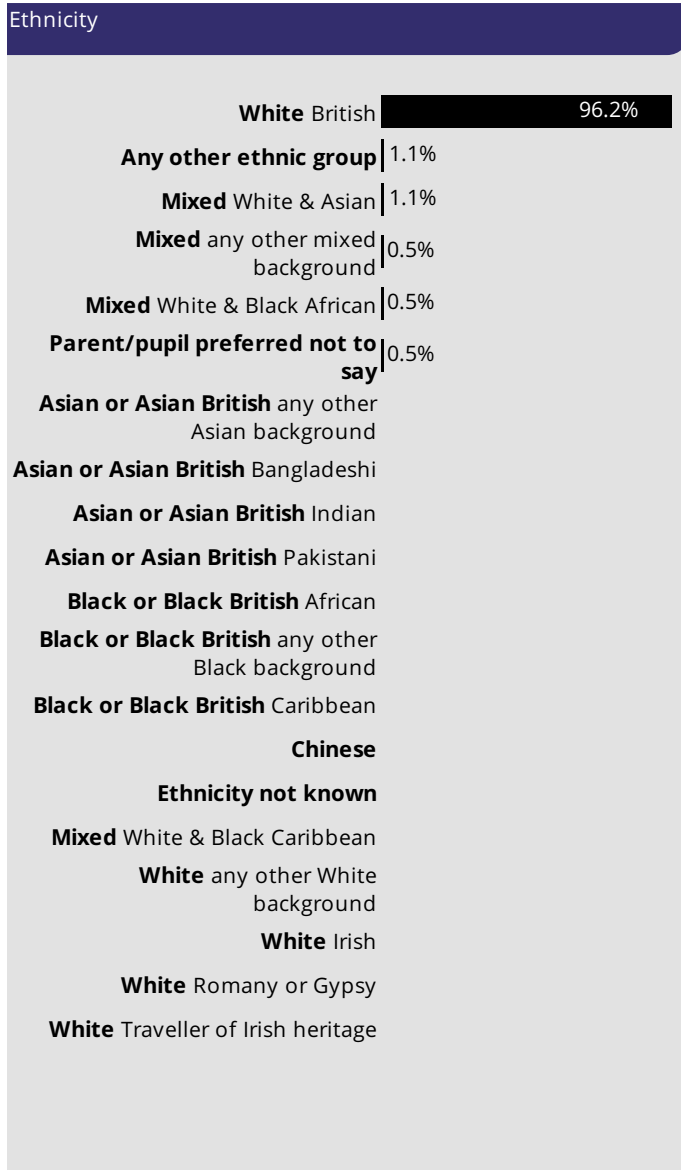 Ethnicity
White British 96.2%
Any other ethnic group 1.1%
Mixed White & Asian 1.1%
Mixed any other mixed
background 0.5%
Mixed White & Black African 0.5%
Parent/pupil preferred not to
say 0.5%
Asian or Asian British any other
Asian background
Asian or Asian British Bangladeshi
Asian or Asian British Indian
Asian or Asian British Pakistani
Black or Black British African
Black or Black British any other
Black background
Black or Black British Caribbean
Chinese
Ethnicity not known
Mixed White & Black Caribbean
White any other White
background
White Irish
White Romany or Gypsy
White Traveller of Irish heritage